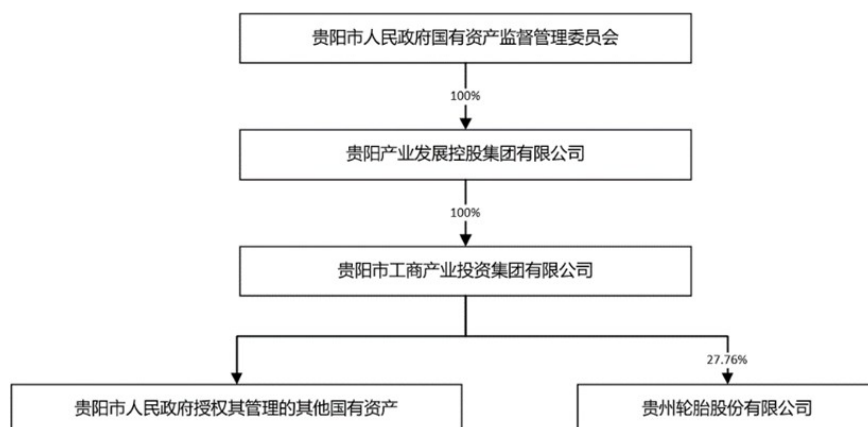 贵阳市人民政府国有资产监督管理委员会
100%
贵阳产业发展控股集团有限公司
100%
贵阳市工商产业投资集团有限公司
27.76%
贵阳市人民政府授权其管理的其他国有资产
贵州轮胎股份有限公司